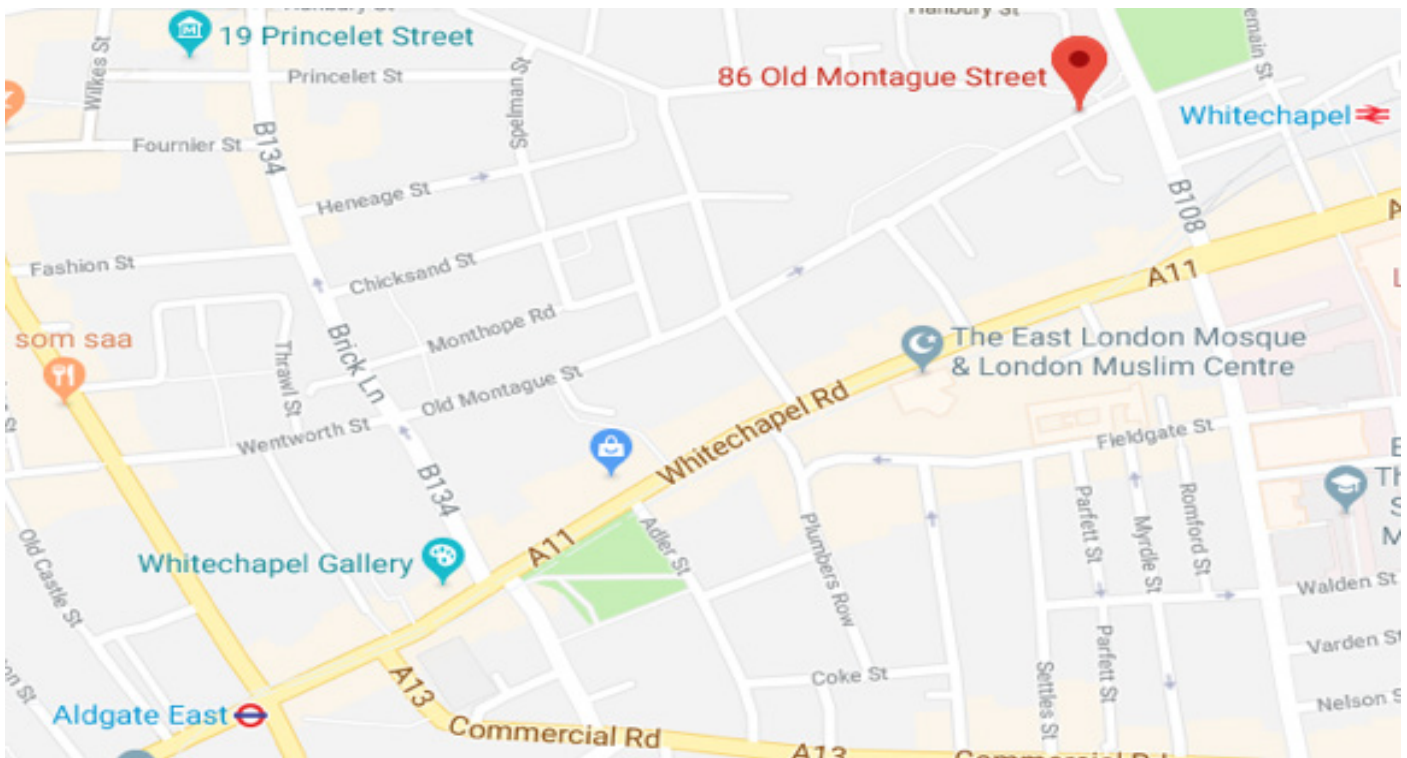 Hanbury St
Hanbury St
19 Princelet Street
Wilkes St
Princelet St
Spelman St
86 Old Montague Street
Whitechapel
Fournier St
B134
Heneage St
B108
Fashion St
Chicksand St
A11
som saa
Thrawl St
Brick Ln
Monthope Rd
The East London Mosque
& London Muslim Centre
Old Montague St
Whitechapel Rd
Wentworth St
Fieldgate St
B134
Old Castle St
Whitechapel Gallery
A11
Adler St
Plumbers Row
Parfett St
Myrdle St
Romford St
Walden St
Varden St
Parfett St
Settles St
Coke St
Nelson S
A13
Aldgate East
Commercial Rd
A13